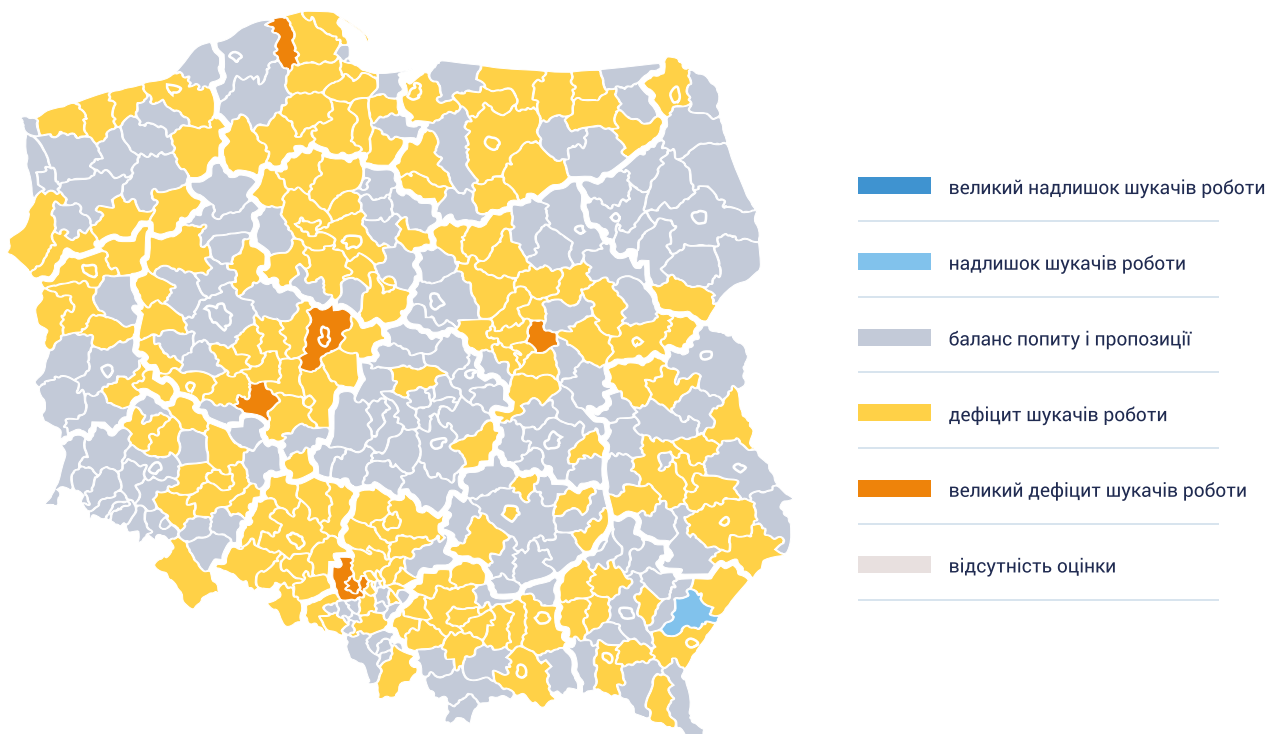 великий надлишок шукачів роботи
надлишок шукачів роботи
баланс попиту і пропозиції
дефіцит шукачів роботи
великий дефіцит шукачів роботи
відсутність оцінки